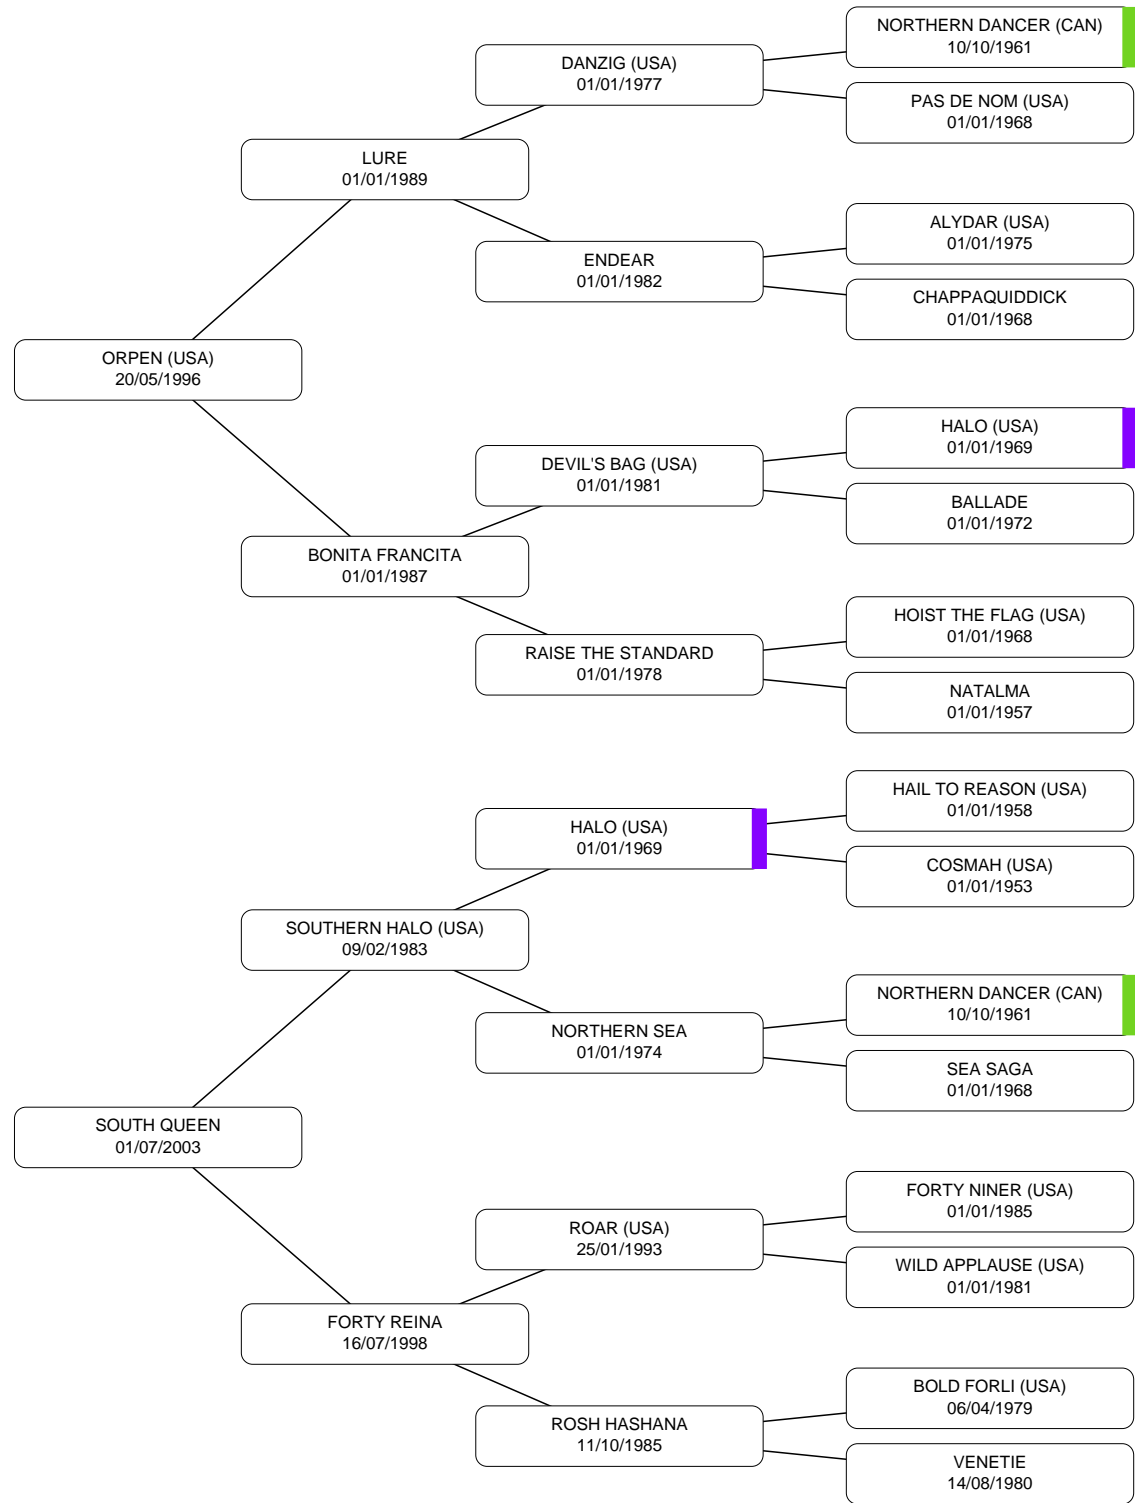 NORTHERN DANCER (CAN)
10/10/1961
DANZIG (USA)
01/01/1977
PAS DE NOM (USA)
01/01/1968
LURE
01/01/1989
ALYDAR (USA)
01/01/1975
ENDEAR
01/01/1982
CHAPPAQUIDDICK
01/01/1968
ORPEN (USA)
20/05/1996
HALO (USA)
01/01/1969
DEVIL'S BAG (USA)
01/01/1981
BALLADE
01/01/1972
BONITA FRANCITA
01/01/1987
HOIST THE FLAG (USA)
01/01/1968
RAISE THE STANDARD
01/01/1978
NATALMA
01/01/1957
HAIL TO REASON (USA)
01/01/1958
HALO (USA)
01/01/1969
COSMAH (USA)
01/01/1953
SOUTHERN HALO (USA)
09/02/1983
NORTHERN DANCER (CAN)
10/10/1961
NORTHERN SEA
01/01/1974
SEA SAGA
01/01/1968
SOUTH QUEEN
01/07/2003
FORTY NINER (USA)
01/01/1985
ROAR (USA)
25/01/1993
WILD APPLAUSE (USA)
01/01/1981
FORTY REINA
16/07/1998
BOLD FORLI (USA)
06/04/1979
ROSH HASHANA
11/10/1985
VENETIE
14/08/1980